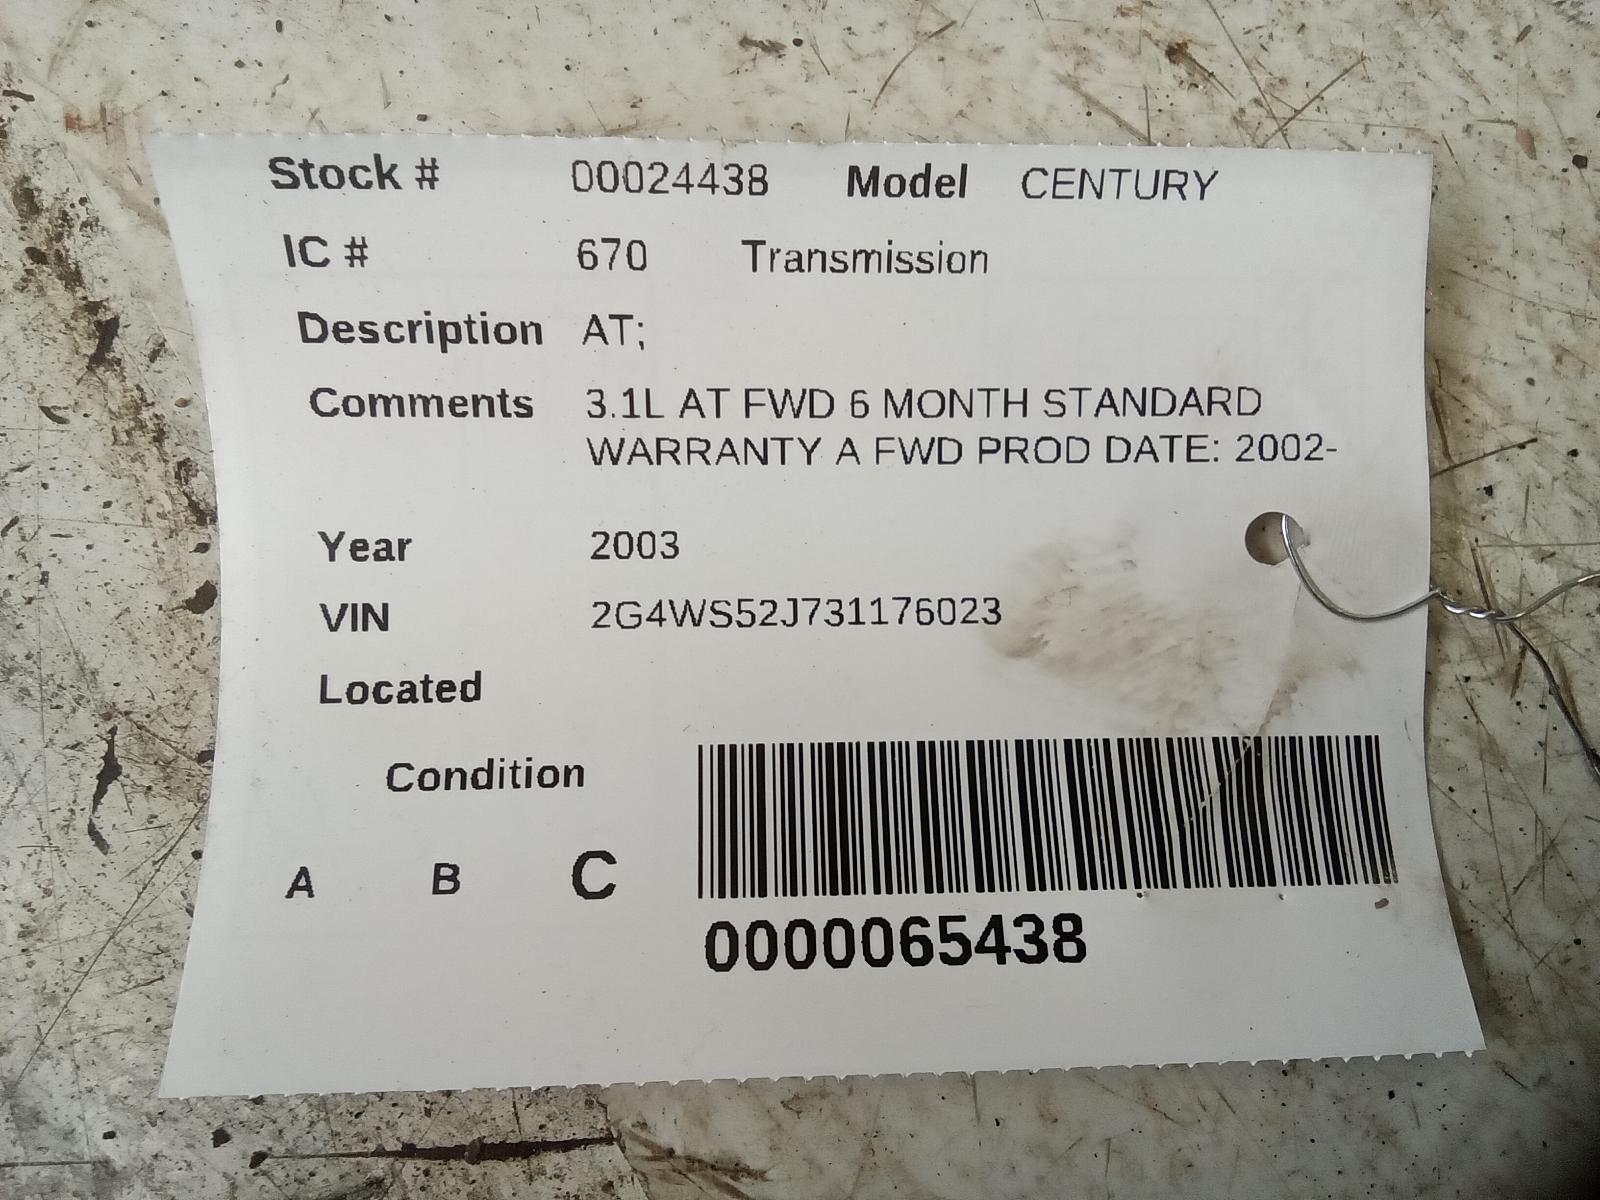 Stock # 00024438 Model CENTURY
IC # 670 Transmission
Description AT;
Comments 3.1L AT FWD 6 MONTH STANDARD
WARRANTY A FWD PROD DATE: 2002-
Year 2003
VIN 2G4WS52J731176023
Located
Condition
A B C
0000065438